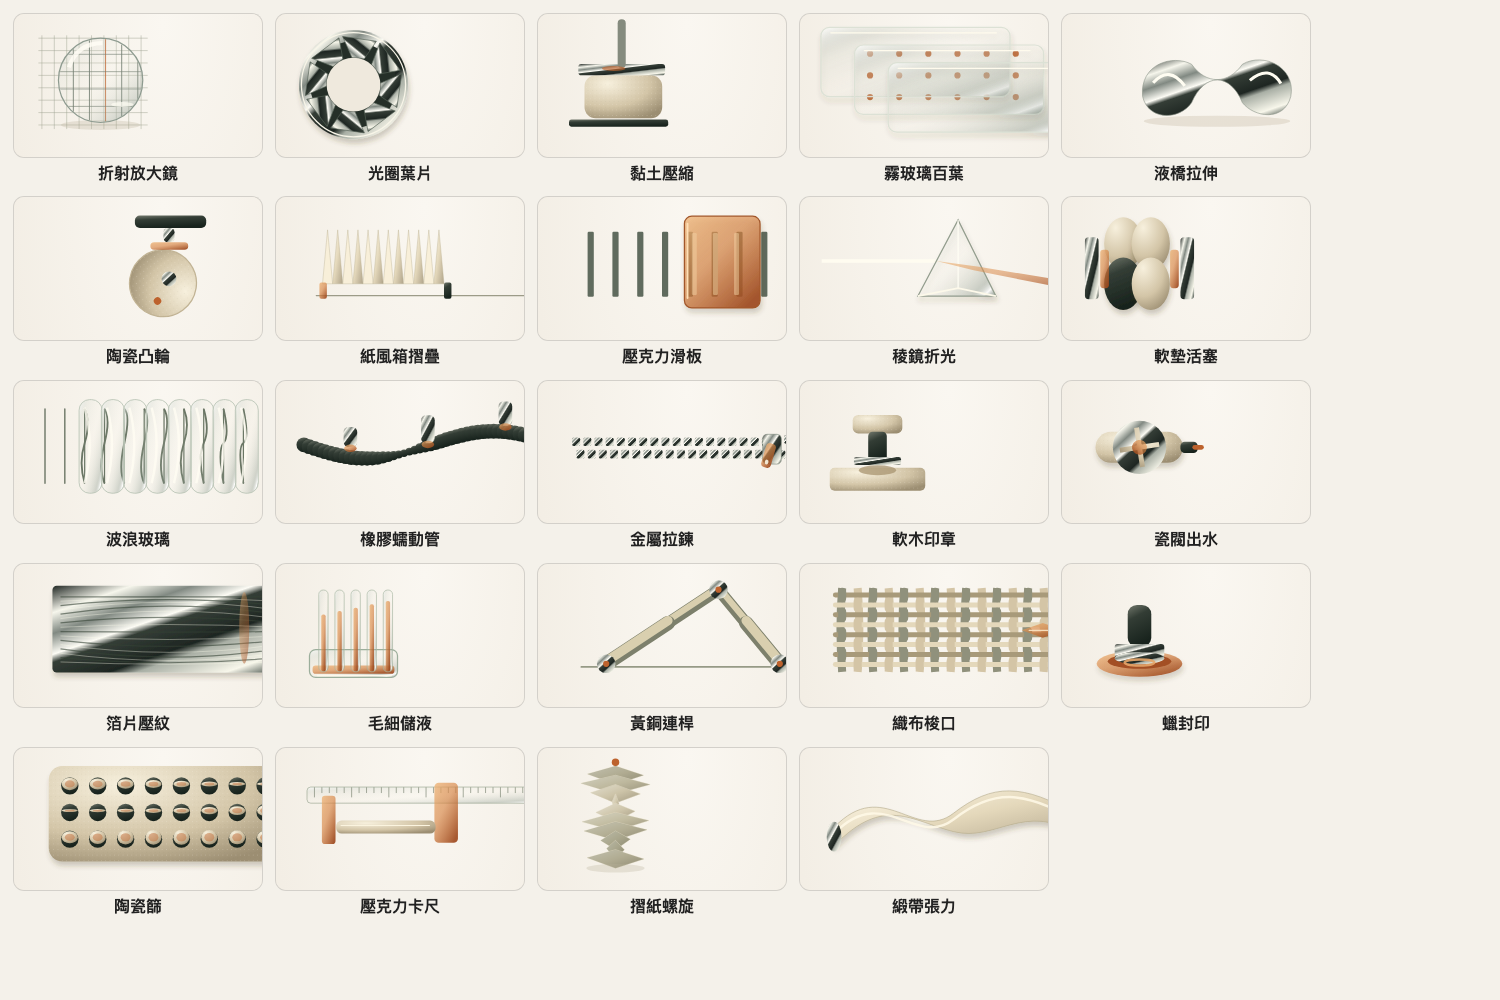 折射放大鏡
光圈葉片
黏土壓縮
霧玻璃百葉
液橋拉伸
陶瓷凸輪
紙風箱摺疊
壓克力滑板
稜鏡折光
軟墊活塞
波浪玻璃
橡膠蠕動管
金屬拉鍊
軟木印章
瓷閥出水
箔片壓紋
毛細儲液
黃銅連桿
織布梭口
蠟封印
陶瓷篩
壓克力卡尺
摺紙螺旋
緞帶張力